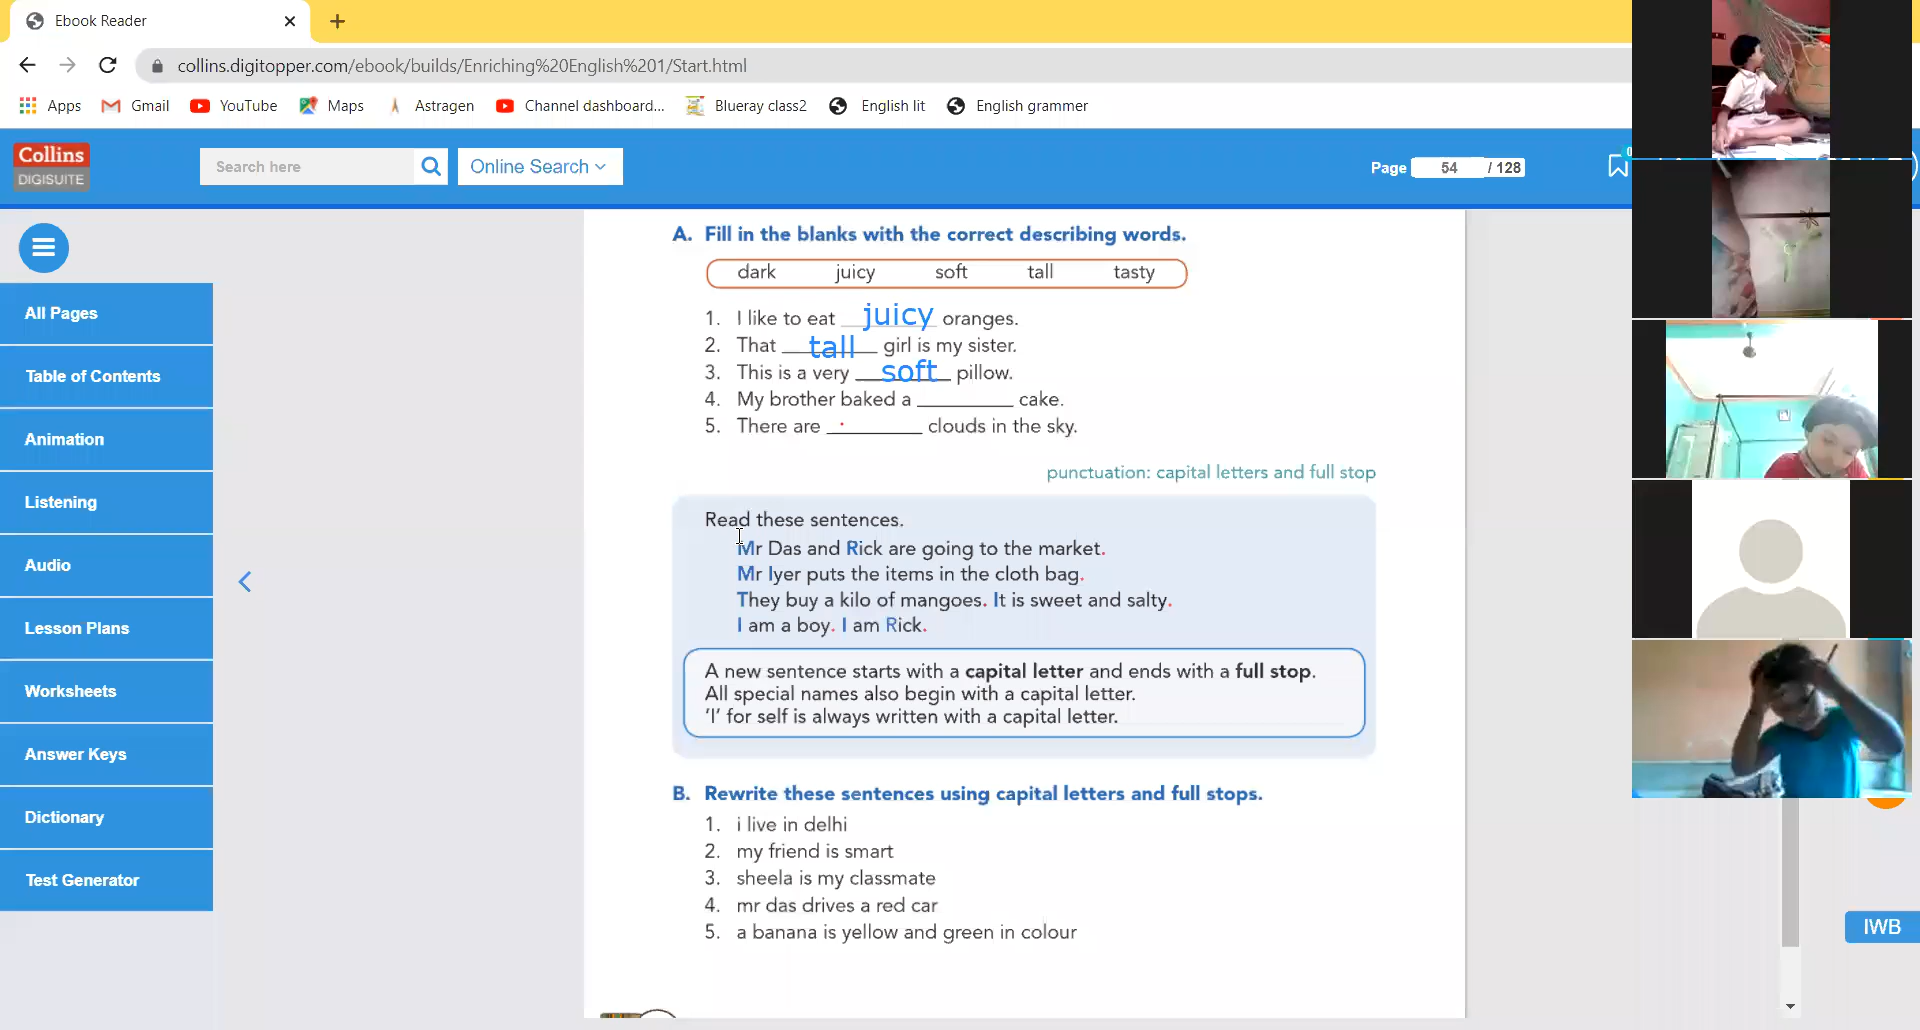 Ebook Reader
collins.digitopper.com/ebook/builds/Enriching%20English%201/Start.html
Apps Gmail YouTube Maps Astragen Channel dashboard... Blueray class2 English lit English grammer
Collins
DIGISUITE
Search here
Online Search
Page 54 / 128
All Pages
Table of Contents
Animation
Listening
Audio
Lesson Plans
Worksheets
Answer Keys
Dictionary
Test Generator
A. Fill in the blanks with the correct describing words.
dark juicy soft tall tasty
1. I like to eat juicy oranges.
2. That tall girl is my sister.
3. This is a very soft pillow.
4. My brother baked a __________ cake.
5. There are __________ clouds in the sky.
punctuation: capital letters and full stop
Read these sentences.
Mr Das and Rick are going to the market.
Mr Iyer puts the items in the cloth bag.
They buy a kilo of mangoes. It is sweet and salty.
I am a boy. I am Rick.
A new sentence starts with a capital letter and ends with a full stop.
All special names also begin with a capital letter.
‘I’ for self is always written with a capital letter.
B. Rewrite these sentences using capital letters and full stops.
1. i live in delhi
2. my friend is smart
3. sheela is my classmate
4. mr das drives a red car
5. a banana is yellow and green in colour
IWB